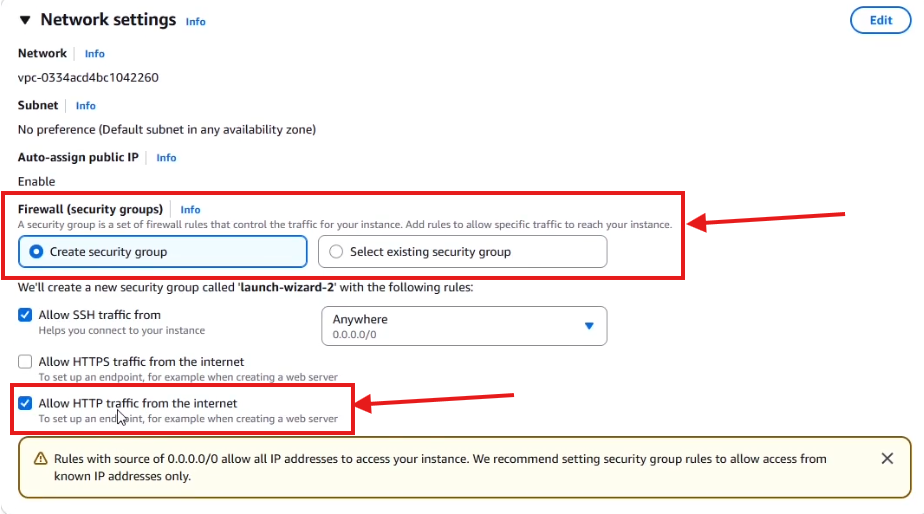 Network settings Info
Edit
Network Info
vpc-0334acd4bc1042260
Subnet Info
No preference (Default subnet in any availability zone)
Auto-assign public IP Info
Enable
Firewall (security groups) Info
A security group is a set of firewall rules that control the traffic for your instance. Add rules to allow specific traffic to reach your instance.
Create security group
Select existing security group
We'll create a new security group called 'launch-wizard-2' with the following rules:
Allow SSH traffic from
Helps you connect to your instance
Anywhere
0.0.0.0/0
Allow HTTPS traffic from the internet
To set up an endpoint, for example when creating a web server
Allow HTTP traffic from the internet
To set up an endpoint, for example when creating a web server
Rules with source of 0.0.0.0/0 allow all IP addresses to access your instance. We recommend setting security group rules to allow access from
known IP addresses only.